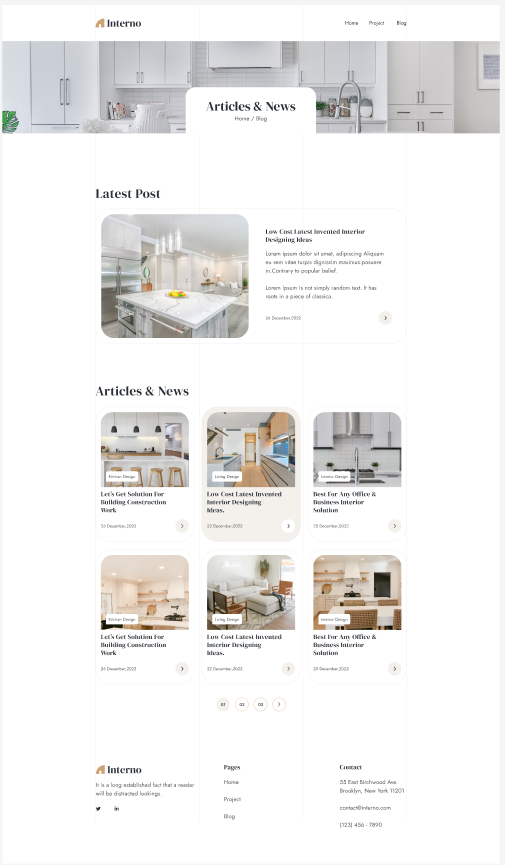 Interno
Home Project Blog
Articles & News
Home / Blog
Latest Post
Low Cost Latest Invented Interior
Designing Ideas
Lorem Ipsum dolor sit amet, adipiscing Aliquam
eu sem vitae turpis dignissim maximus.posuere
in.Contrary to popular belief.
Lorem Ipsum is not simply random text. It has
roots in a piece of classica.
26 December,2022
Articles & News
Kitchen Design
Let's Get Solution For
Building Construction
Work
26 December,2022
Living Design
Low Cost Latest Invented
Interior Designing
Ideas.
22 December,2022
Interior Design
Best For Any Office &
Business Interior
Solution
25 December,2022
Kitchen Design
Let's Get Solution For
Building Construction
Work
26 December,2022
Living Design
Low Cost Latest Invented
Interior Designing
Ideas.
22 December,2022
Interior Design
Best For Any Office &
Business Interior
Solution
25 December,2022
01 02 03
Interno
It is a long established fact that a reader
will be distracted lookings.
Pages
Home
Project
Blog
Contact
55 East Birchwood Ave.
Brooklyn, New York 11201
contact@interno.com
(123) 456 - 7890